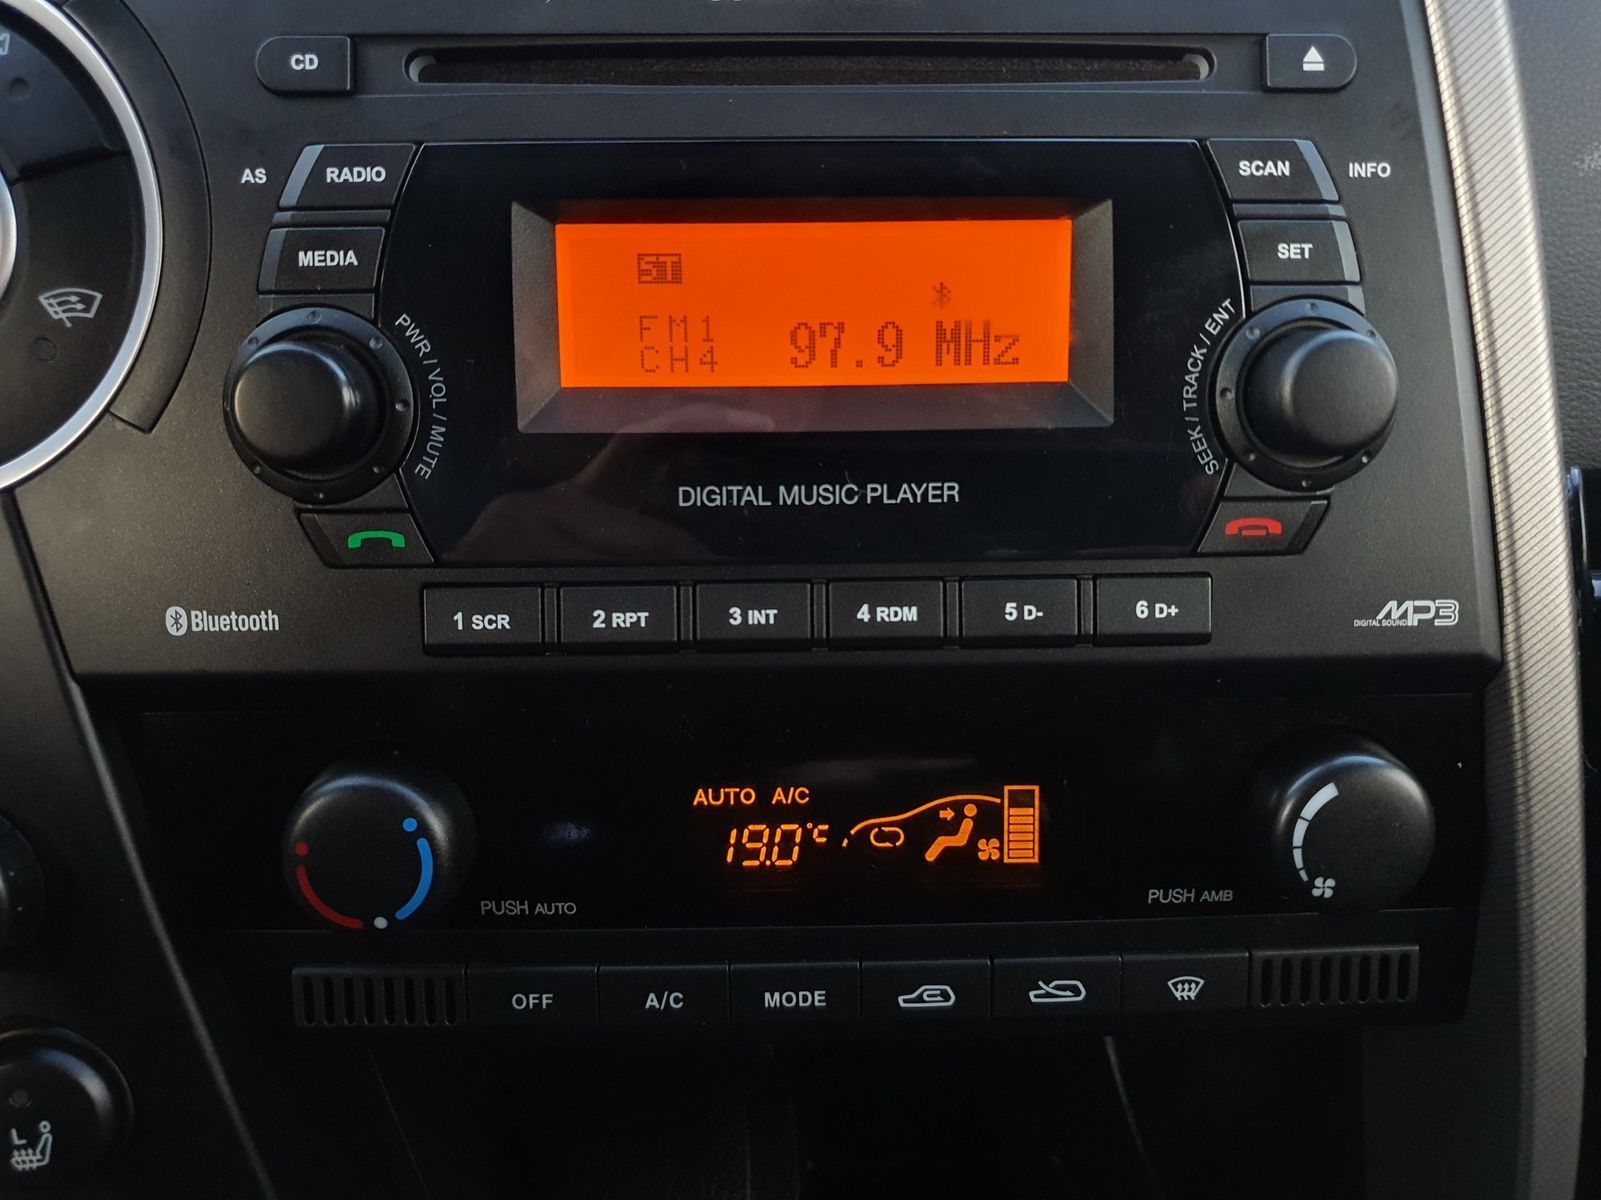 CD
AS
RADIO
SCAN
INFO
MEDIA
SET
ST
FM1
CH4
97.9 MHz
PWR / VOL / MUTE
SEEK / TRACK / ENT
DIGITAL MUSIC PLAYER
Bluetooth
1 SCR
2 RPT
3 INT
4 RDM
5 D-
6 D+
DIGITAL SOUND MP3
AUTO A/C
19.0°C
PUSH AUTO
PUSH AMB
OFF
A/C
MODE
L